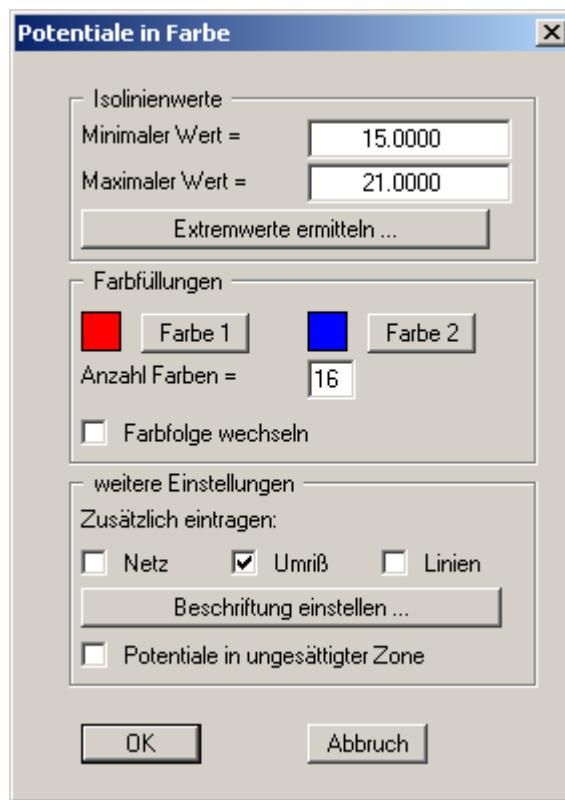 Potentiale in Farbe
Isolinienwerte
Minimaler Wert = 15.0000
Maximaler Wert = 21.0000
Extremwerte ermitteln ...
Farbfüllungen
Farbe 1 Farbe 2
Anzahl Farben = 16
Farbfolge wechseln
weitere Einstellungen
Zusätzlich eintragen:
Netz Umriß Linien
Beschriftung einstellen ...
Potentiale in ungesättigter Zone
OK Abbruch